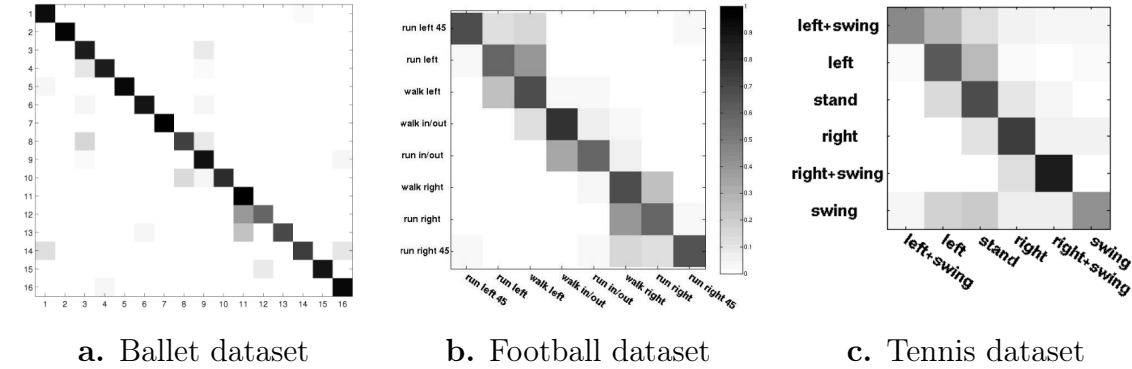 1
2
3
4
5
6
7
8
9
10
11
12
13
14
15
16
1 2 3 4 5 6 7 8 9 10 11 12 13 14 15 16
a. Ballet dataset
run left 45
run left
walk left
walk in/out
run in/out
walk right
run right
run right 45
run left 45
run left
walk left
walk in/out
run in/out
walk right
run right
run right 45
1
0.9
0.8
0.7
0.6
0.5
0.4
0.3
0.2
0.1
0
b. Football dataset
left+swing
left
stand
right
right+swing
swing
left+swing
left
stand
right
right+swing
swing
c. Tennis dataset